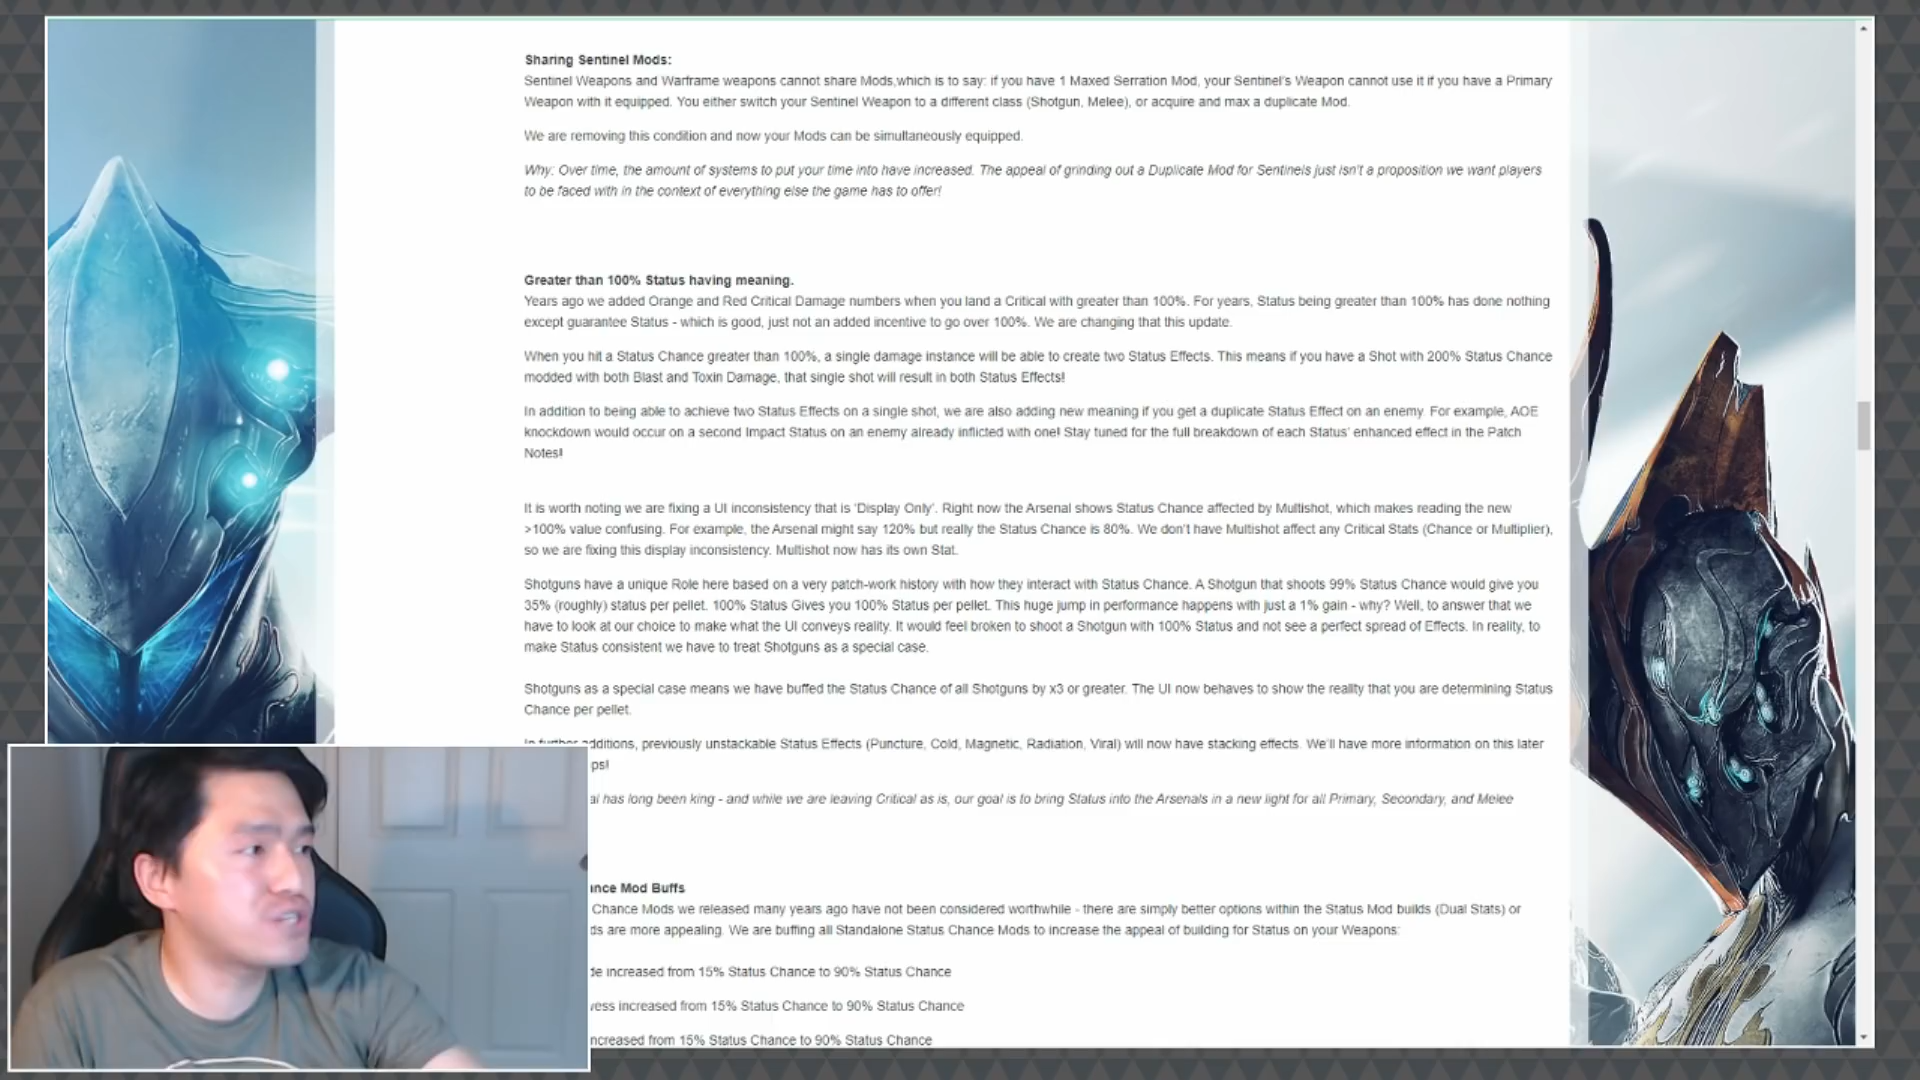 Sharing Sentinel Mods:
Sentinel Weapons and Warframe weapons cannot share Mods,which is to say: if you have 1 Maxed Serration Mod, your Sentinel's Weapon cannot use it if you have a Primary
Weapon with it equipped. You either switch your Sentinel Weapon to a different class (Shotgun, Melee), or acquire and max a duplicate Mod.
We are removing this condition and now your Mods can be simultaneously equipped.
Why: Over time, the amount of systems to put your time into have increased. The appeal of grinding out a Duplicate Mod for Sentinels just isn't a proposition we want players
to be faced with in the context of everything else the game has to offer!
Greater than 100% Status having meaning.
Years ago we added Orange and Red Critical Damage numbers when you land a Critical with greater than 100%. For years, Status being greater than 100% has done nothing
except guarantee Status - which is good, just not an added incentive to go over 100%. We are changing that this update.
When you hit a Status Chance greater than 100%, a single damage instance will be able to create two Status Effects. This means if you have a Shot with 200% Status Chance
modded with both Blast and Toxin Damage, that single shot will result in both Status Effects!
In addition to being able to achieve two Status Effects on a single shot, we are also adding new meaning if you get a duplicate Status Effect on an enemy. For example, AOE
knockdown would occur on a second Impact Status on an enemy already inflicted with one! Stay tuned for the full breakdown of each Status' enhanced effect in the Patch
Notes!
It is worth noting we are fixing a UI inconsistency that is 'Display Only'. Right now the Arsenal shows Status Chance affected by Multishot, which makes reading the new
>100% value confusing. For example, the Arsenal might say 120% but really the Status Chance is 80%. We don't have Multishot affect any Critical Stats (Chance or Multiplier),
so we are fixing this display inconsistency. Multishot now has its own Stat.
Shotguns have a unique Role here based on a very patch-work history with how they interact with Status Chance. A Shotgun that shoots 99% Status Chance would give you
35% (roughly) status per pellet. 100% Status Gives you 100% Status per pellet. This huge jump in performance happens with just a 1% gain - why? Well, to answer that we
have to look at our choice to make what the UI conveys reality. It would feel broken to shoot a Shotgun with 100% Status and not see a perfect spread of Effects. In reality, to
make Status consistent we have to treat Shotguns as a special case.
Shotguns as a special case means we have buffed the Status Chance of all Shotguns by x3 or greater. The UI now behaves to show the reality that you are determining Status
Chance per pellet.
In further additions, previously unstackable Status Effects (Puncture, Cold, Magnetic, Radiation, Viral) will now have stacking effects. We'll have more information on this later
ps!
al has long been king - and while we are leaving Critical as is, our goal is to bring Status into the Arsenals in a new light for all Primary, Secondary, and Melee
ance Mod Buffs
Chance Mods we released many years ago have not been considered worthwhile - there are simply better options within the Status Mod builds (Dual Stats) or
ds are more appealing. We are buffing all Standalone Status Chance Mods to increase the appeal of building for Status on your Weapons:
de increased from 15% Status Chance to 90% Status Chance
wess increased from 15% Status Chance to 90% Status Chance
increased from 15% Status Chance to 90% Status Chance